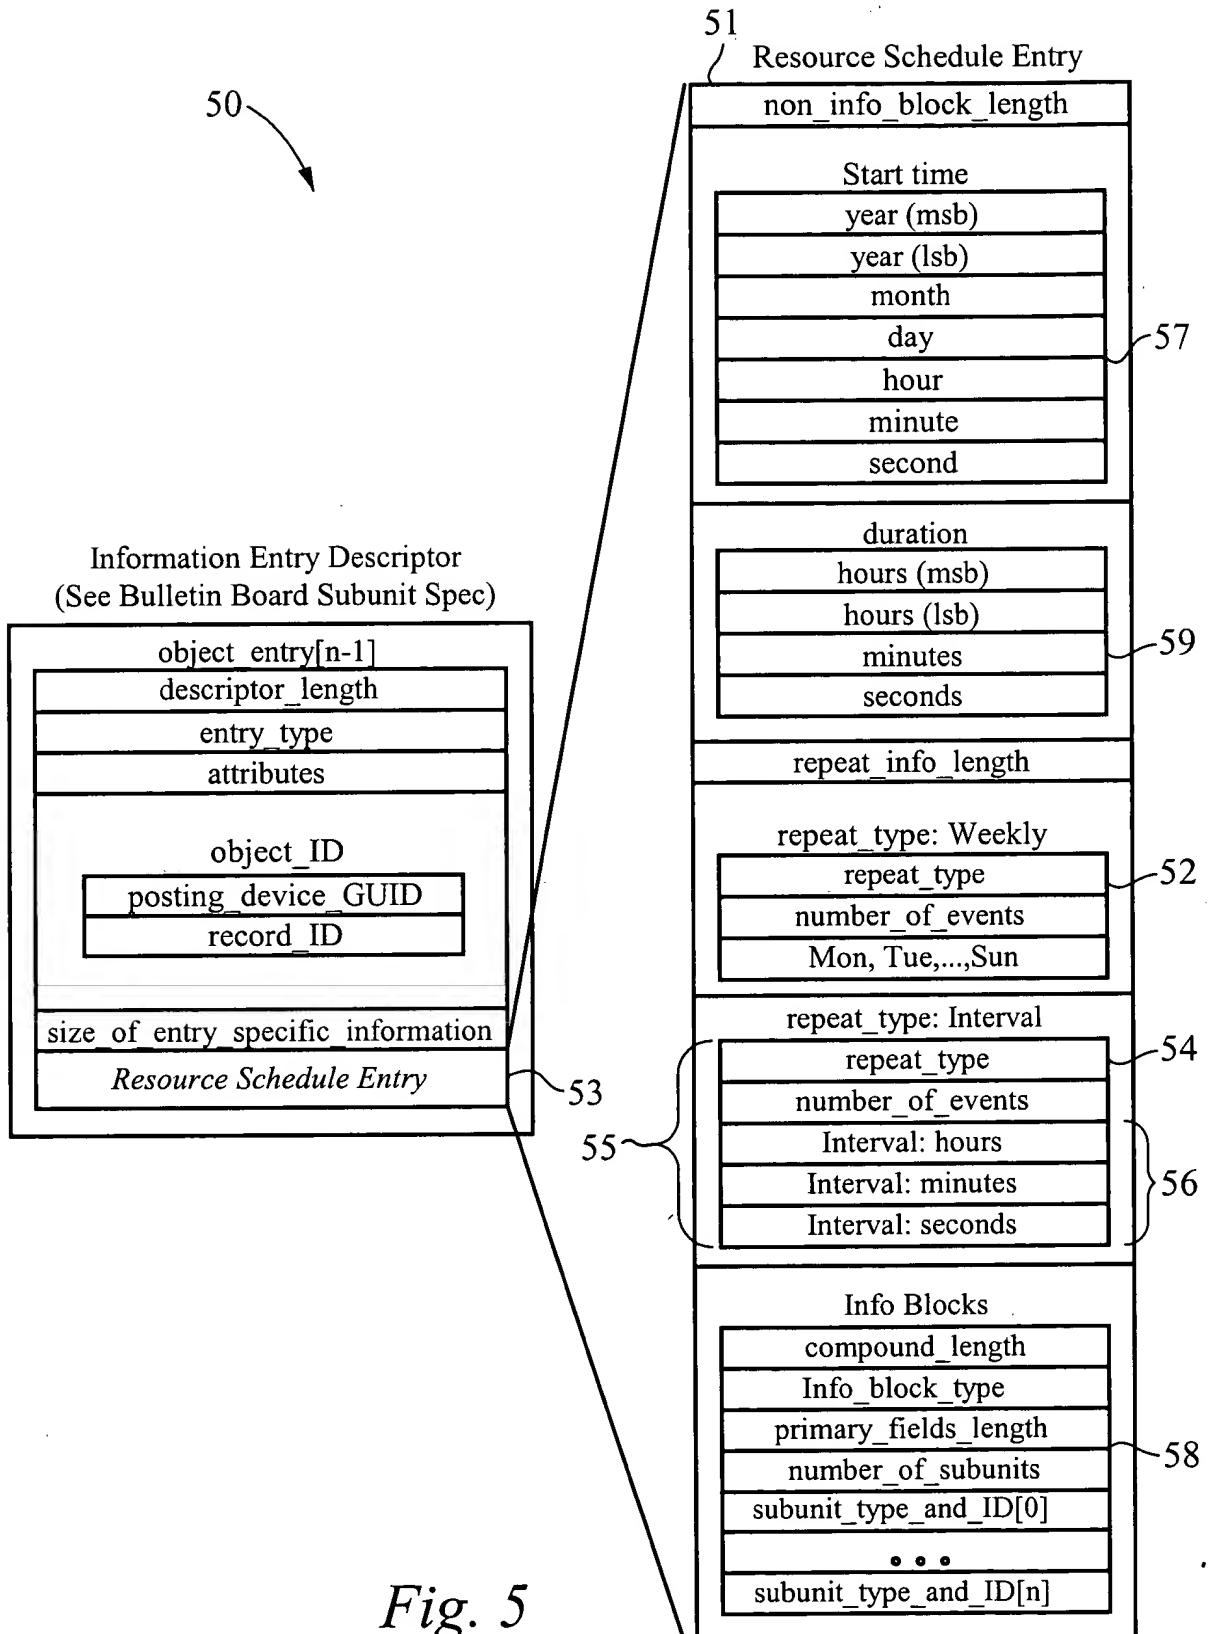 50
Information Entry Descriptor
(See Bulletin Board Subunit Spec)
object_entry[n-1]
descriptor_length
entry_type
attributes
object_ID
posting_device_GUID
record_ID
size_of_entry_specific_information
Resource Schedule Entry
53
51
Resource Schedule Entry
non_info_block_length
Start time
year (msb)
year (lsb)
month
day
hour
minute
second
57
duration
hours (msb)
hours (lsb)
minutes
seconds
59
repeat_info_length
repeat_type: Weekly
repeat_type
number_of_events
Mon, Tue,...,Sun
52
repeat_type: Interval
repeat_type
number_of_events
Interval: hours
Interval: minutes
Interval: seconds
54
55
56
Info Blocks
compound_length
Info_block_type
primary_fields_length
number_of_subunits
subunit_type_and_ID[0]
• • •
subunit_type_and_ID[n]
58
Fig. 5